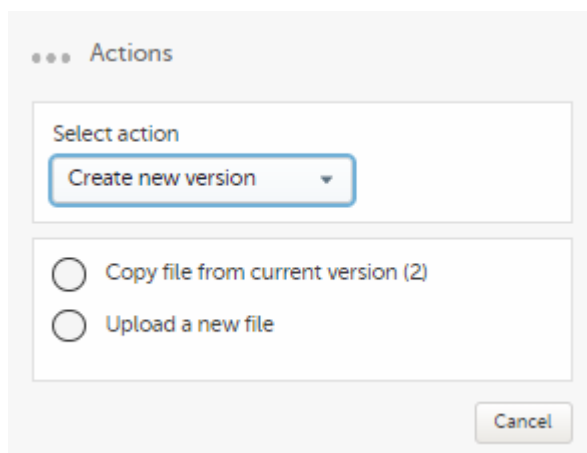 Actions
Select action
Create new version
Copy file from current version (2)
Upload a new file
Cancel